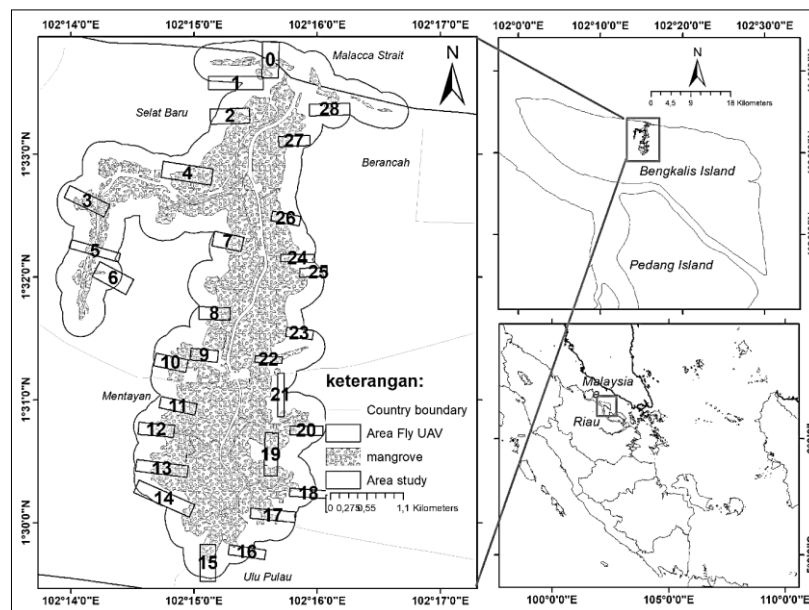 102°14'0"E 102°15'0"E 102°16'0"E 102°17'0"E
0
Malacca Strait
N
1
Selat Baru
2
28
27
1°33'0"N
Berancah
4
3
26
7
5
24
6
25
1°32'0"N
8
23
9
22
10
keterangan:
21
1°31'0"N
Mentayan
11
Country boundary
12
20
Area Fly UAV
19
mangrove
13
Area study
14
18
0 0,275 0,55 1,1 Kilometers
17
1°30'0"N
16
15
Ulu Pulau
102°14'0"E 102°15'0"E 102°16'0"E 102°17'0"E
102°0'0"E 102°10'0"E 102°20'0"E 102°30'0"E
N
0 4,5 9 18 Kilometers
Bengkalis Island
Pedang Island
Malaysia
Riau
100°0'0"E 105°0'0"E 110°0'0"E